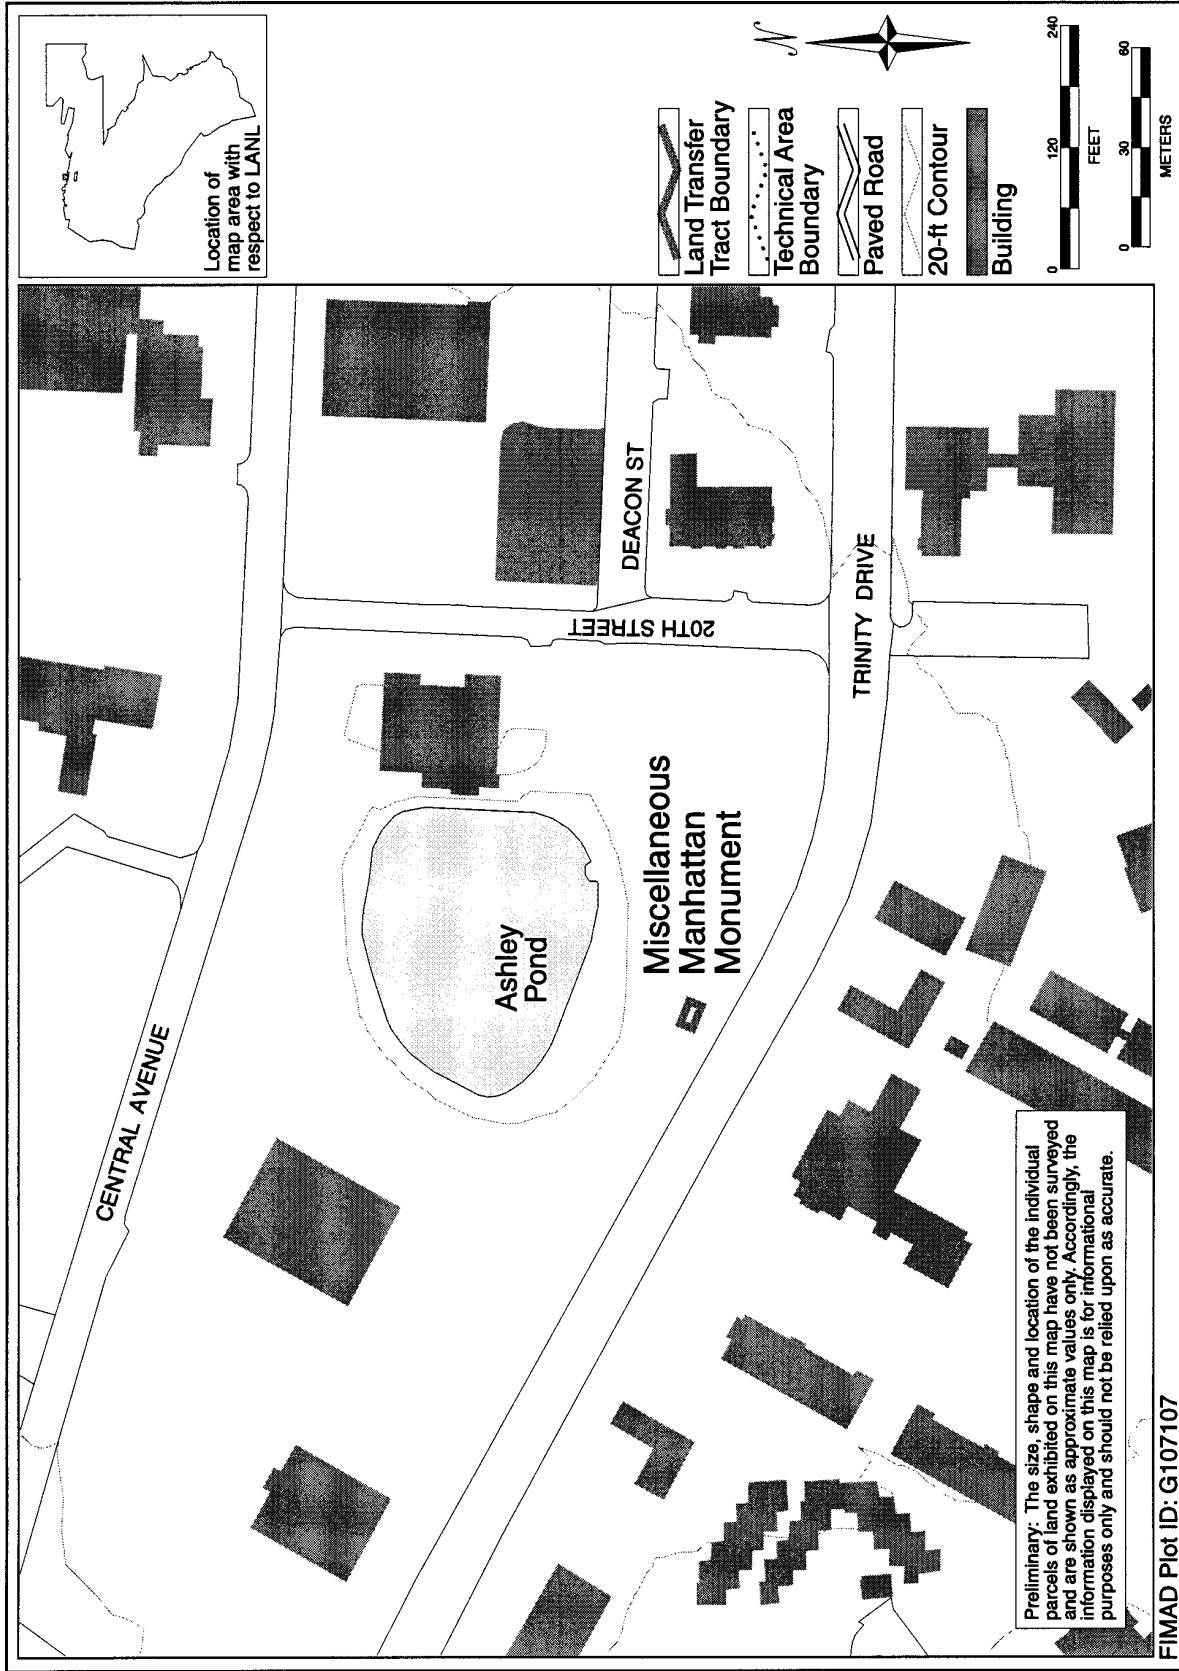 Location of
map area with
respect to LANL
N
Land Transfer
Tract Boundary
Technical Area
Boundary
Paved Road
20-ft Contour
Building
0 120 240
FEET
0 30 60
METERS
CENTRAL AVENUE
Ashley
Pond
20TH STREET
DEACON ST
Miscellaneous
Manhattan
Monument
TRINITY DRIVE
Preliminary: The size, shape and location of the individual
parcels of land exhibited on this map have not been surveyed
and are shown as approximate values only. Accordingly, the
information displayed on this map is for informational
purposes only and should not be relied upon as accurate.
FIMAD Plot ID: G107107